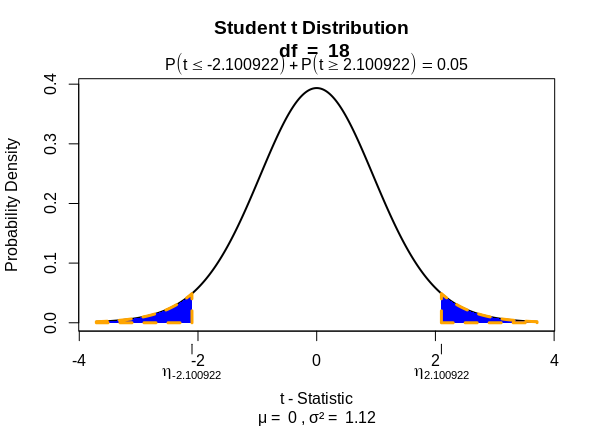 Student t Distribution
df = 18
P(t ≤ -2.100922) + P(t ≥ 2.100922) = 0.05
Probability Density
0.4
0.3
0.2
0.1
0.0
-4 -2 0 2 4
η-2.100922 η2.100922
t - Statistic
μ = 0 , σ² = 1.12